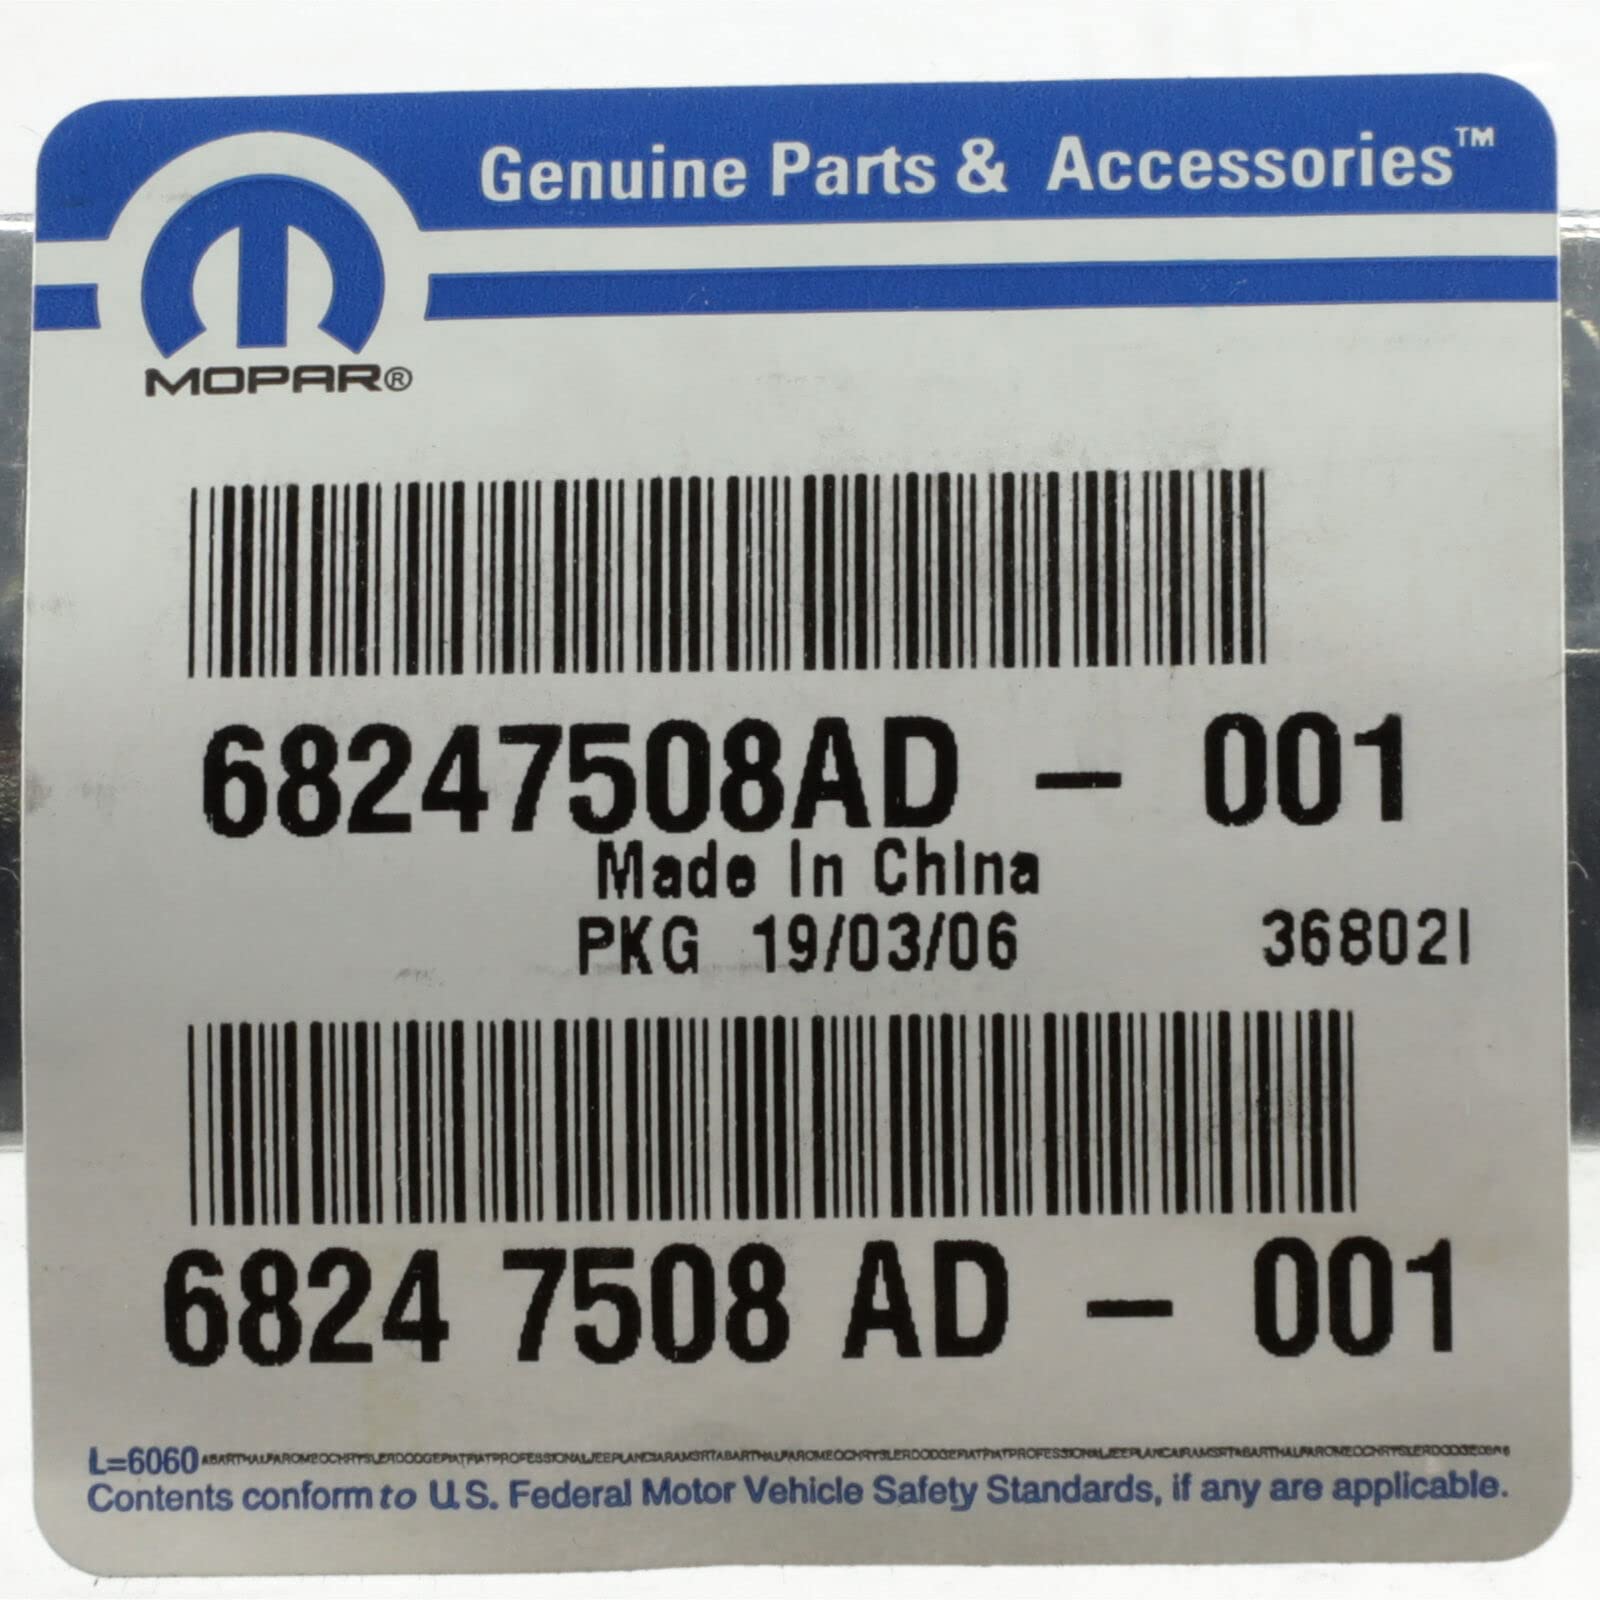 Genuine Parts & Accessories™
MOPAR®
68247508AD - 001
Made In China
PKG 19/03/06 36802I
6824 7508 AD - 001
L=6060
Contents conform to U.S. Federal Motor Vehicle Safety Standards, if any are applicable.